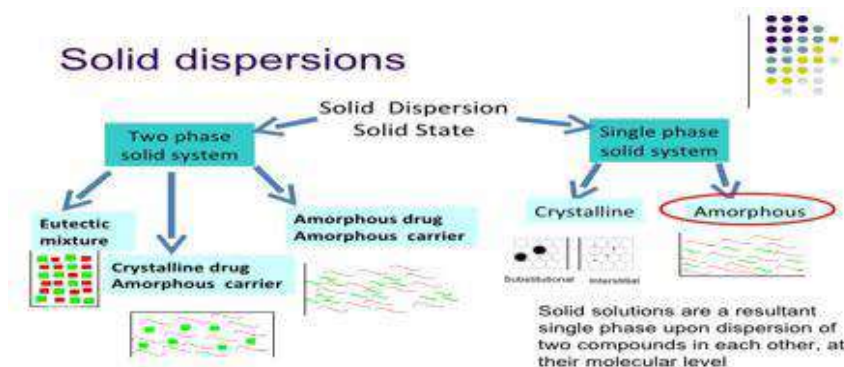 Solid dispersions
Solid Dispersion
Solid State
Two phase
solid system
Single phase
solid system
Eutectic
mixture
Crystalline drug
Amorphous carrier
Amorphous drug
Amorphous carrier
Crystalline
Amorphous
Substitutional
Interstitial
Solid solutions are a resultant
single phase upon dispersion of
two compounds in each other, at
their molecular level